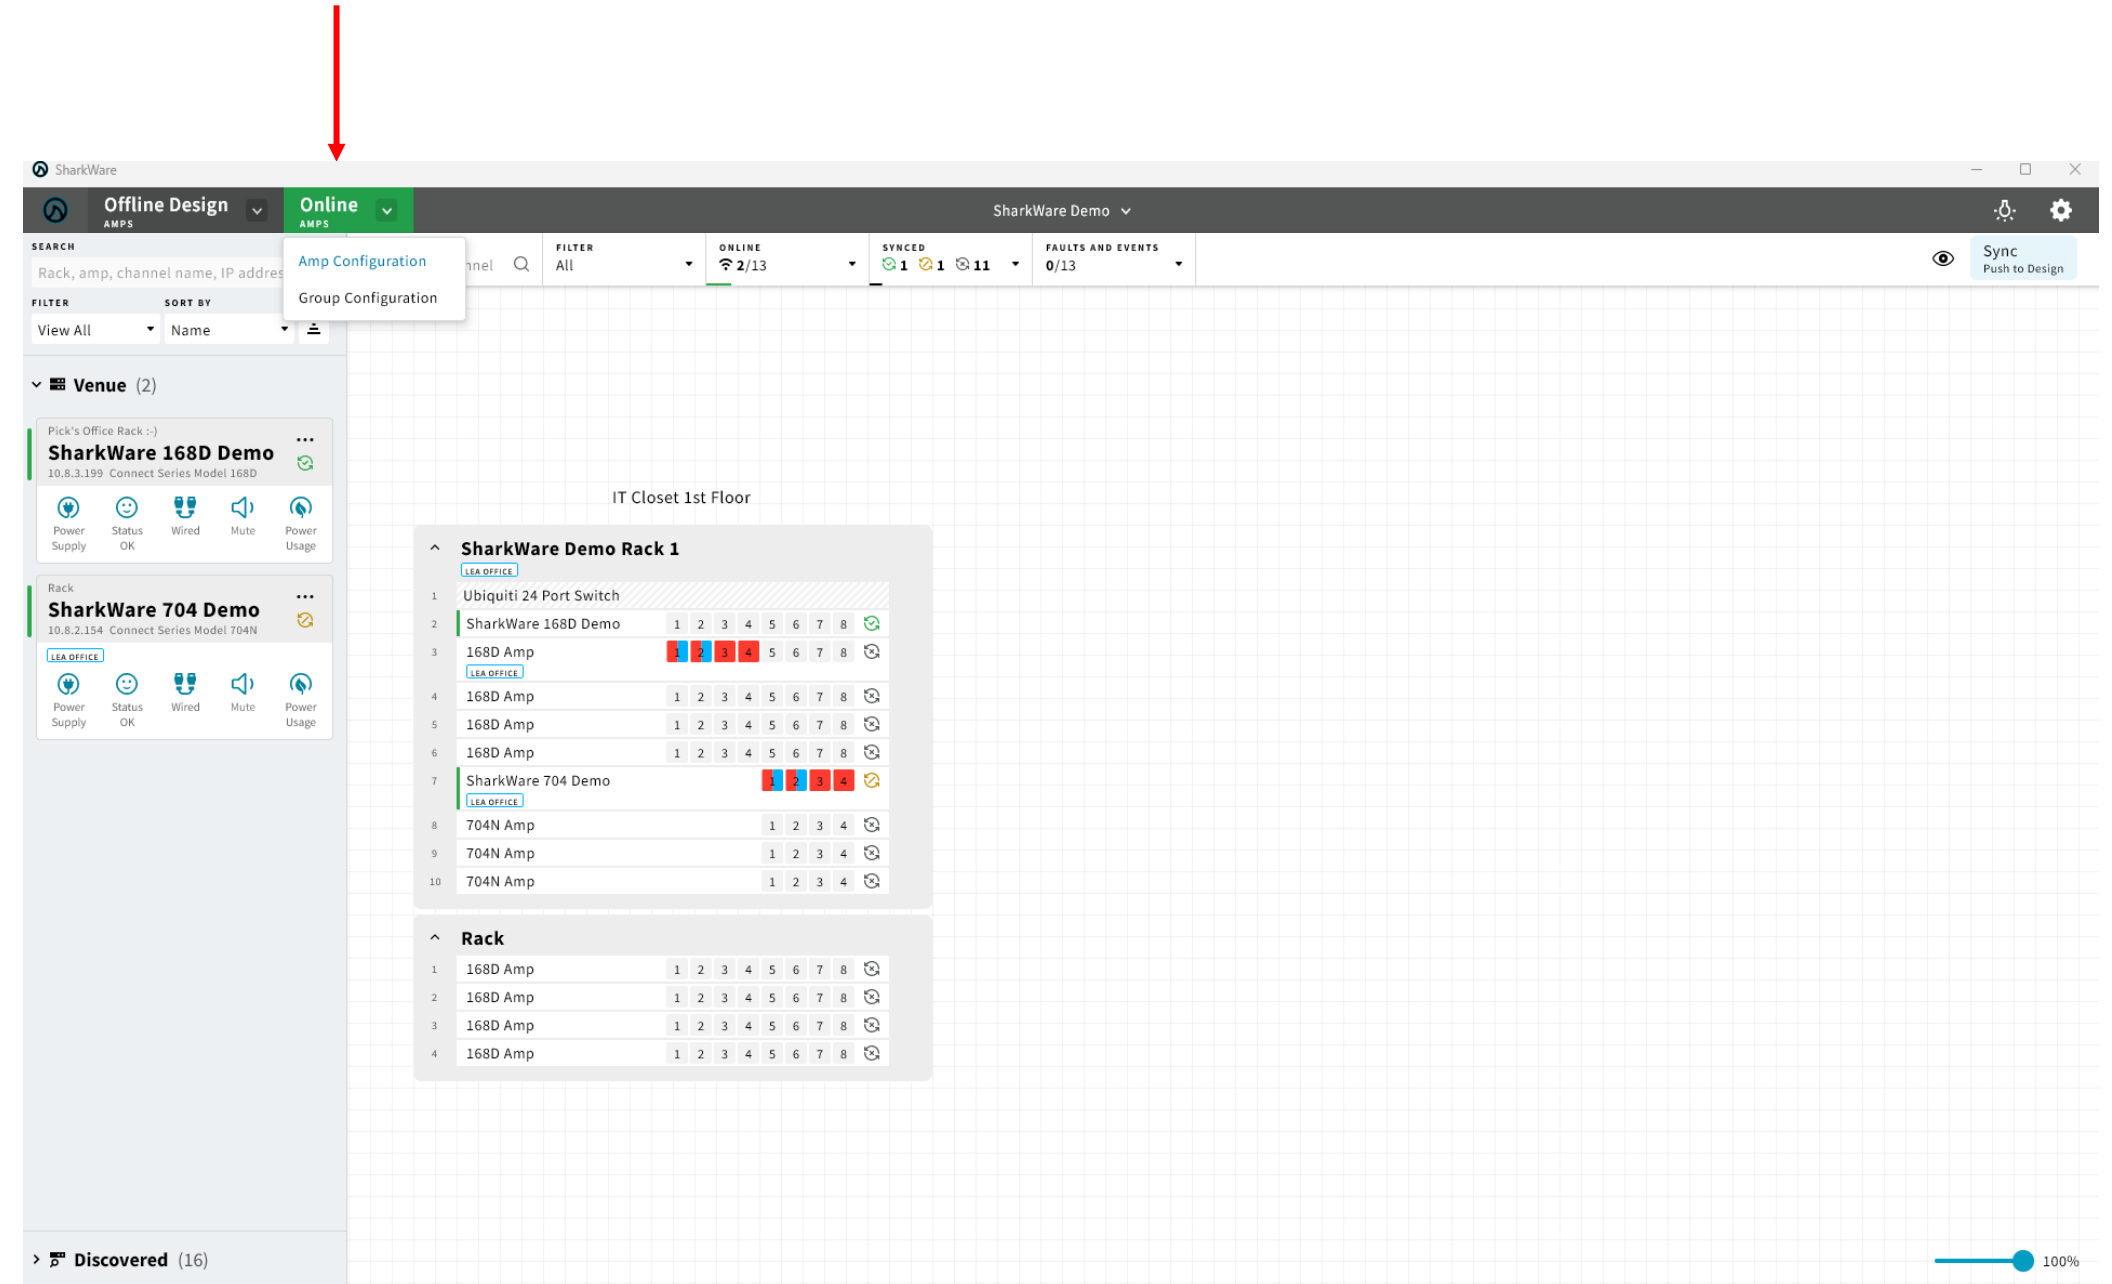 SharkWare
Offline Design
AMPS
Online
AMPS
SharkWare Demo
SEARCH
Rack, amp, channel name, IP addres
Amp Configuration
Group Configuration
FILTER
All
ONLINE
2/13
SYNCED
1 1 11
FAULTS AND EVENTS
0/13
Sync
Push to Design
FILTER
View All
SORT BY
Name
Venue (2)
Pick's Office Rack :-)
SharkWare 168D Demo
10.8.3.199 Connect Series Model 168D
Power Supply
Status OK
Wired
Mute
Power Usage
Rack
SharkWare 704 Demo
10.8.2.154 Connect Series Model 704N
LEA OFFICE
Power Supply
Status OK
Wired
Mute
Power Usage
Discovered (16)
IT Closet 1st Floor
SharkWare Demo Rack 1
LEA OFFICE
1 Ubiquiti 24 Port Switch
2 SharkWare 168D Demo 1 2 3 4 5 6 7 8
3 168D Amp 1 2 3 4 5 6 7 8
LEA OFFICE
4 168D Amp 1 2 3 4 5 6 7 8
5 168D Amp 1 2 3 4 5 6 7 8
6 168D Amp 1 2 3 4 5 6 7 8
7 SharkWare 704 Demo 1 2 3 4
LEA OFFICE
8 704N Amp 1 2 3 4
9 704N Amp 1 2 3 4
10 704N Amp 1 2 3 4
Rack
1 168D Amp 1 2 3 4 5 6 7 8
2 168D Amp 1 2 3 4 5 6 7 8
3 168D Amp 1 2 3 4 5 6 7 8
4 168D Amp 1 2 3 4 5 6 7 8
100%